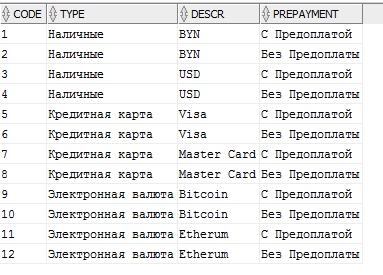 CODE TYPE DESCR PREPAYMENT
1 Наличные BYN С Предоплатой
2 Наличные BYN Без Предоплаты
3 Наличные USD С Предоплатой
4 Наличные USD Без Предоплаты
5 Кредитная карта Visa С Предоплатой
6 Кредитная карта Visa Без Предоплаты
7 Кредитная карта Master Card С Предоплатой
8 Кредитная карта Master Card Без Предоплаты
9 Электронная валюта Bitcoin С Предоплатой
10 Электронная валюта Bitcoin Без Предоплаты
11 Электронная валюта Etherum С Предоплатой
12 Электронная валюта Etherum Без Предоплаты